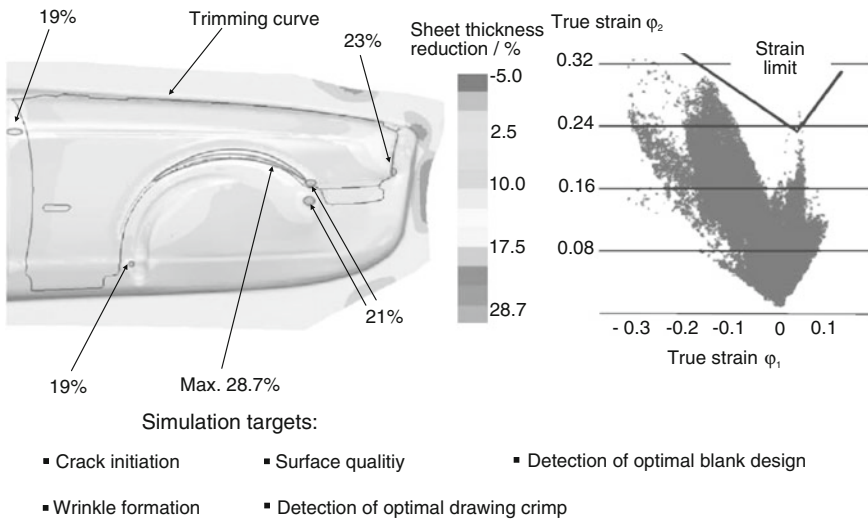 19%
Trimming curve
23%
Sheet thickness
reduction / %
-5.0
2.5
10.0
17.5
28.7
21%
19%
Max. 28.7%
True strain φ2
Strain
limit
0.32
0.24
0.16
0.08
- 0.3 -0.2 -0.1 0 0.1
True strain φ1
Simulation targets:
▪ Crack initiation
▪ Surface qualitiy
▪ Detection of optimal blank design
▪ Wrinkle formation
▪ Detection of optimal drawing crimp